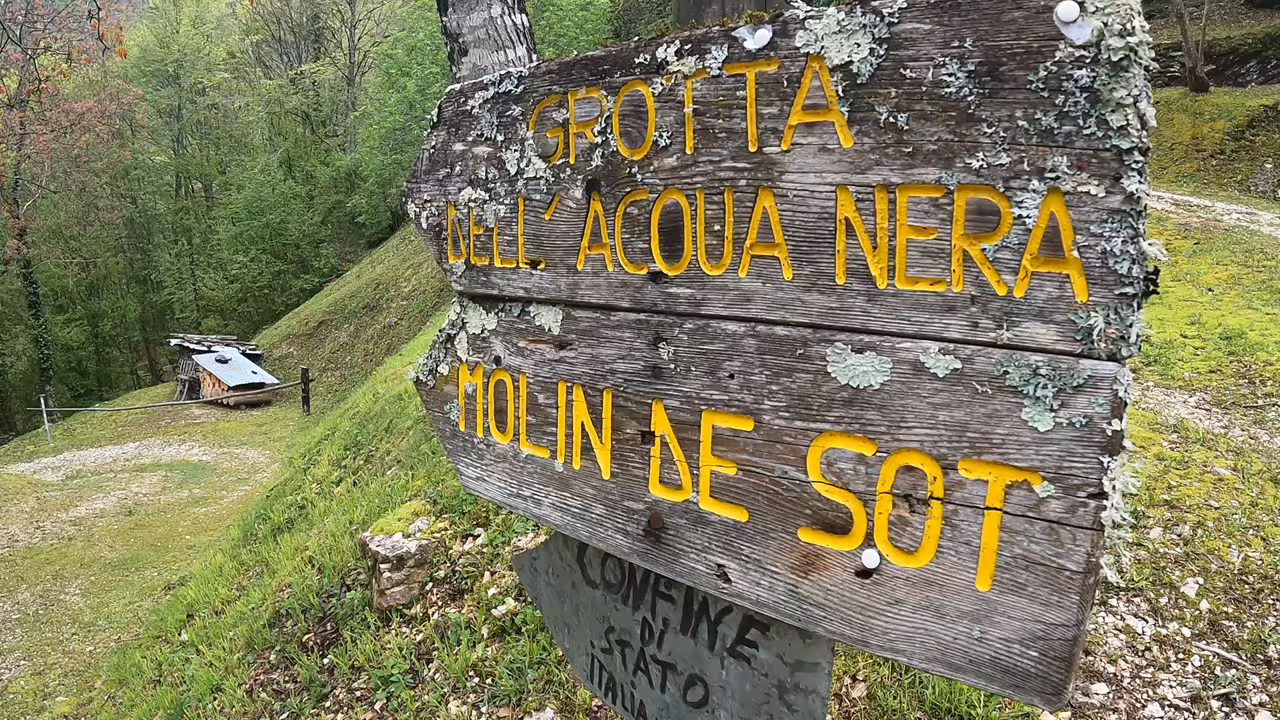 GROTTA
DELL' ACQUA NERA
MOLIN DE SOT
CONFINE
Di
STATO
iTALIA